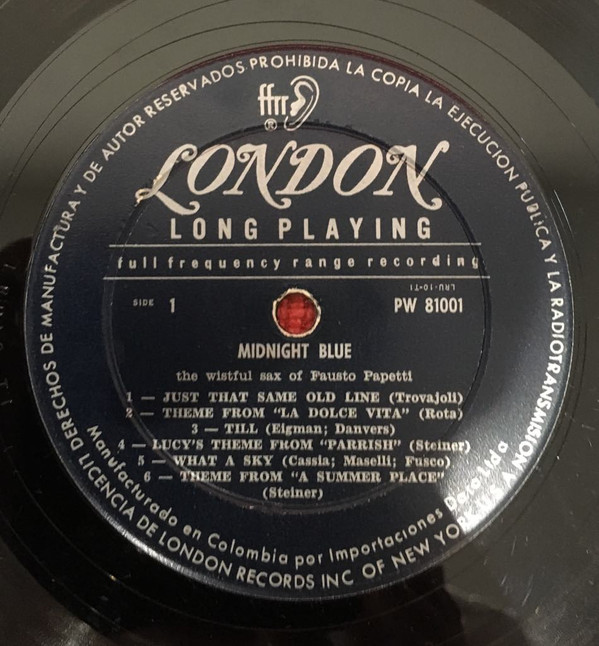 DERECHOS DE MANUFACTURA Y DE AUTOR RESERVADOS PROHIBIDA LA COPIA LA EJECUCION PUBLICA Y LA RADIOTRANSMISION A
ffrr
®
LONDON
LONG PLAYING
full frequency range recording
LRU-10-T1
SIDE 1
PW 81001
MIDNIGHT BLUE
the wistful sax of Fausto Papetti
1 — JUST THAT SAME OLD LINE (Trovajoli)
2 — THEME FROM "LA DOLCE VITA" (Rota)
3 — TILL (Eigman; Danvers)
4 — LUCY'S THEME FROM "PARRISH" (Steiner)
5 — WHAT A SKY (Cassia; Maselli; Fusco)
6 — THEME FROM "A SUMMER PLACE"
(Steiner)
Manufacturado en Colombia por Importaciones Ltda
LICENCIA DE LONDON RECORDS INC OF NEW YORK